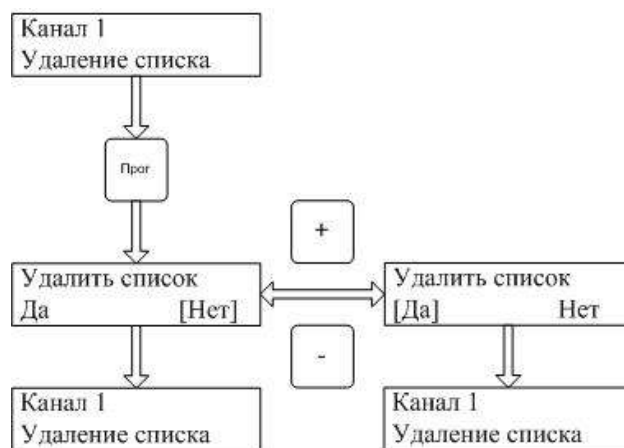 Канал 1
Удаление списка
Прог
+
Удалить список
Да [Нет]
Удалить список
[Да] Нет
-
Канал 1
Удаление списка
Канал 1
Удаление списка